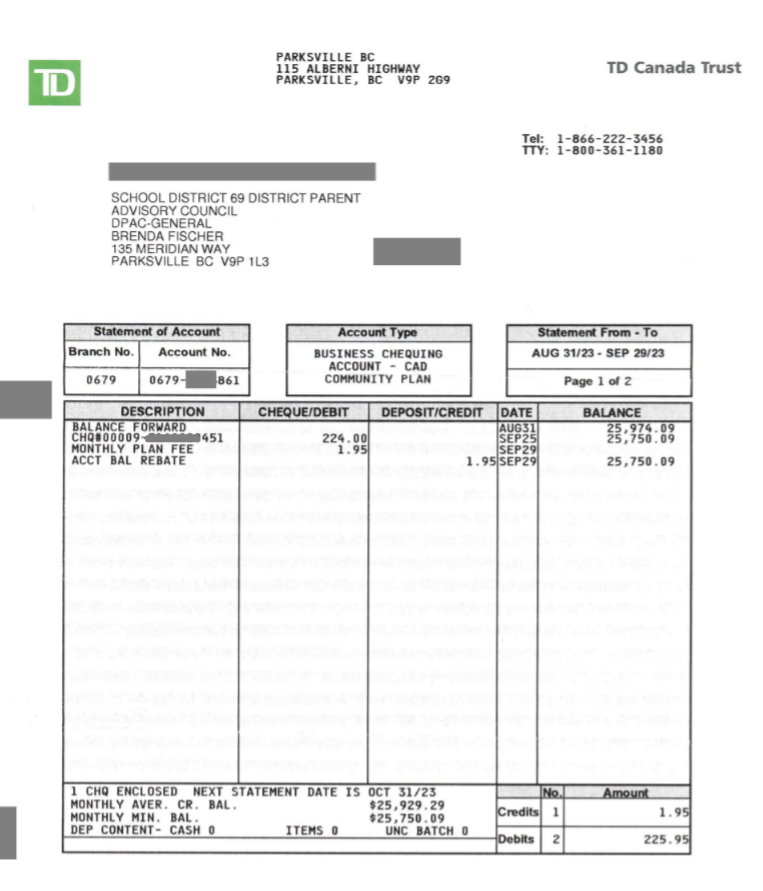 PARKSVILLE BC
115 ALBERNI HIGHWAY
PARKSVILLE, BC V9P 2G9
TD
TD Canada Trust
Tel: 1-866-222-3456
TTY: 1-800-361-1180
SCHOOL DISTRICT 69 DISTRICT PARENT
ADVISORY COUNCIL
DPAC-GENERAL
BRENDA FISCHER
135 MERIDIAN WAY
PARKSVILLE BC V9P 1L3
Statement of Account
Branch No. Account No.
0679 0679- 861
Account Type
BUSINESS CHEQUING
ACCOUNT - CAD
COMMUNITY PLAN
Statement From - To
AUG 31/23 - SEP 29/23
Page 1 of 2
DESCRIPTION CHEQUE/DEBIT DEPOSIT/CREDIT DATE BALANCE
BALANCE FORWARD AUG31 25,974.09
CHQ#00009- 451 224.00 SEP25 25,750.09
MONTHLY PLAN FEE 1.95 SEP29
ACCT BAL REBATE 1.95 SEP29 25,750.09
1 CHQ ENCLOSED NEXT STATEMENT DATE IS OCT 31/23
MONTHLY AVER. CR. BAL. $25,929.29
MONTHLY MIN. BAL. $25,750.09
DEP CONTENT- CASH 0 ITEMS 0 UNC BATCH 0
No. Amount
Credits 1 1.95
Debits 2 225.95